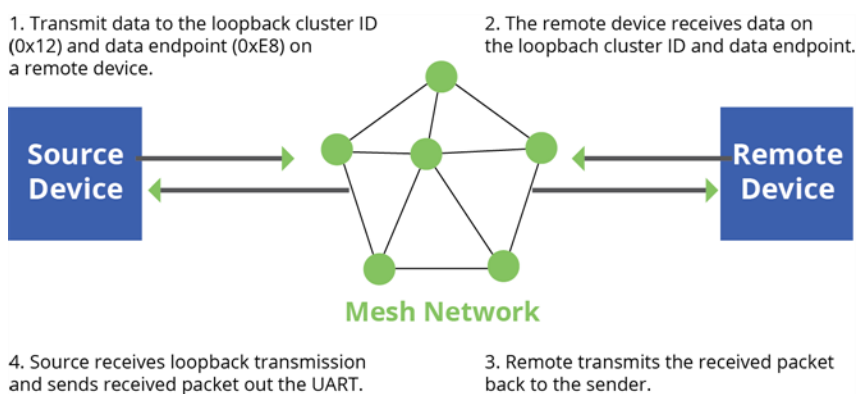 1. Transmit data to the loopback cluster ID
(0x12) and data endpoint (0xE8) on
a remote device.
2. The remote device receives data on
the loopbach cluster ID and data endpoint.
Source
Device
Remote
Device
Mesh Network
4. Source receives loopback transmission
and sends received packet out the UART.
3. Remote transmits the received packet
back to the sender.